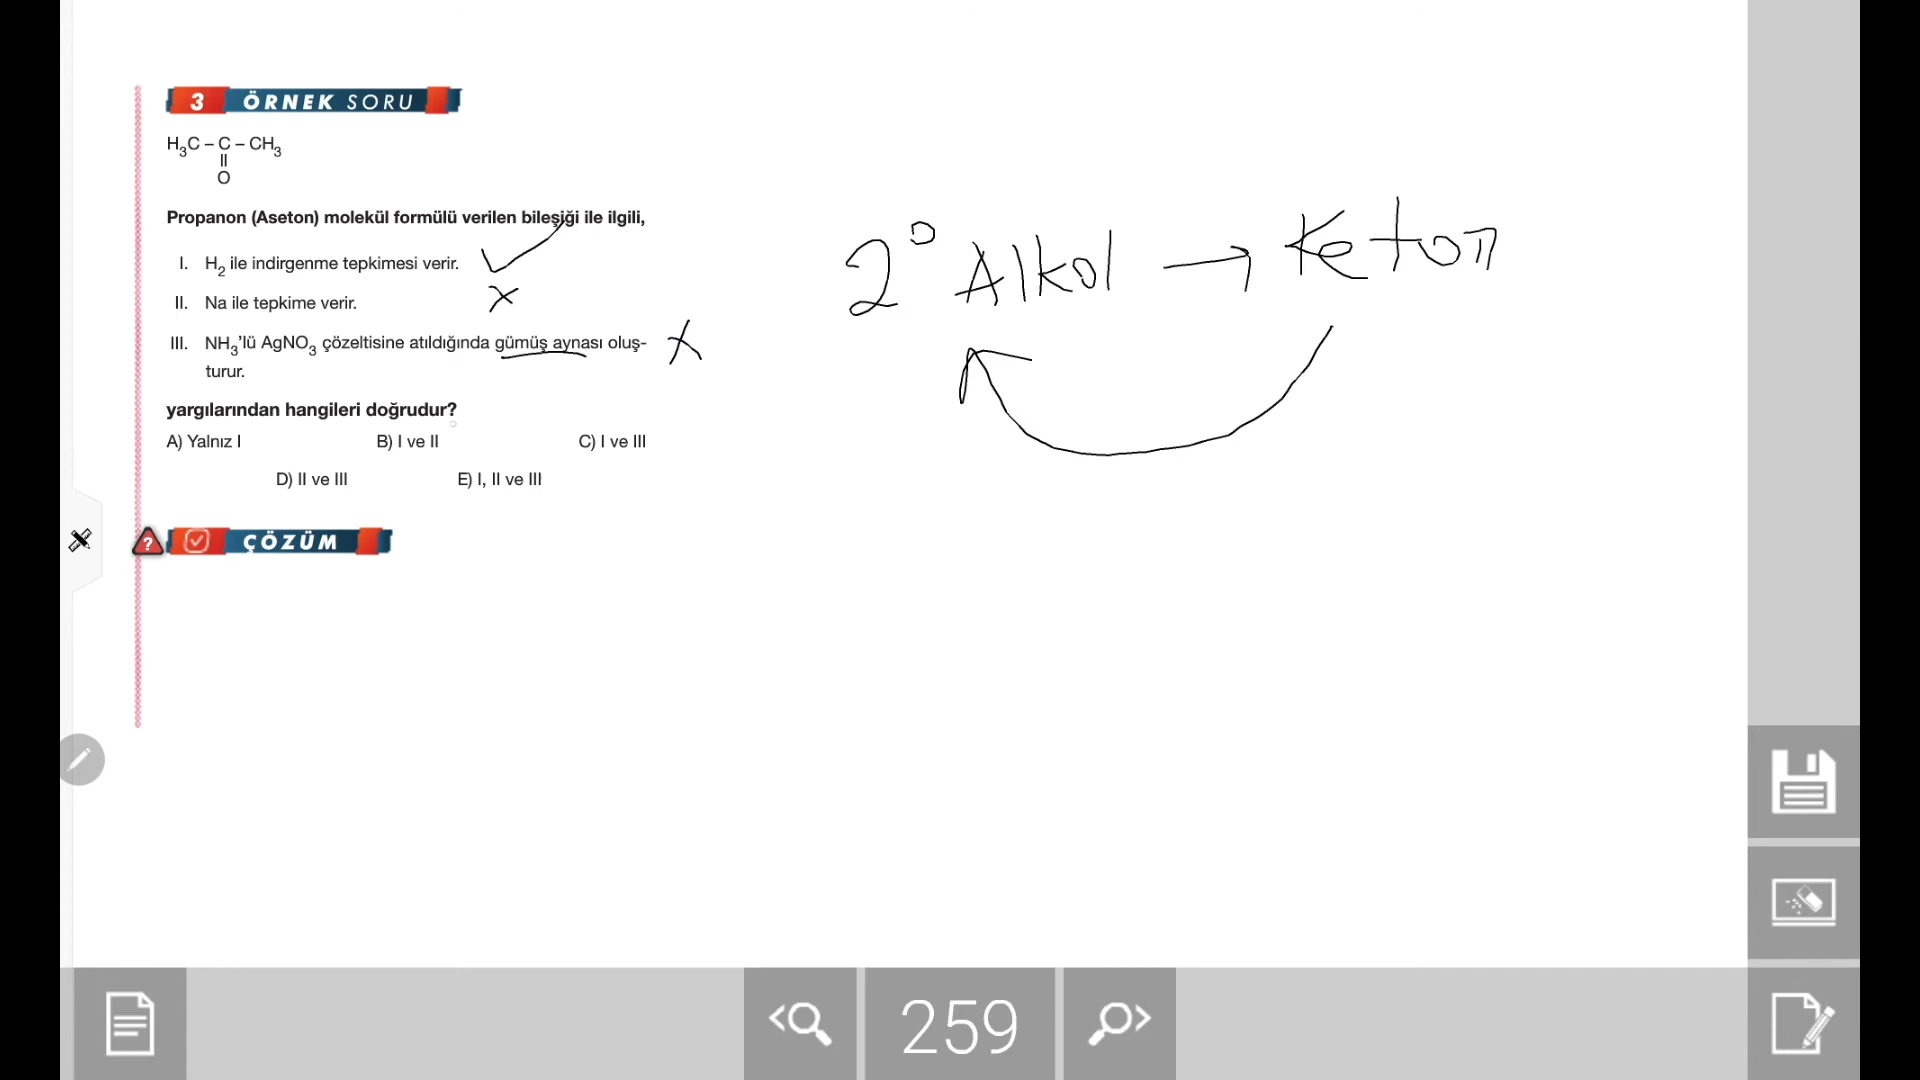 3 ÖRNEK SORU
H3C – C – CH3
||
O
Propanon (Aseton) molekül formülü verilen bileşiği ile ilgili,
I. H2 ile indirgenme tepkimesi verir.
II. Na ile tepkime verir.
III. NH3'lü AgNO3 çözeltisine atıldığında gümüş aynası oluş-
turur.
yargılarından hangileri doğrudur?
A) Yalnız I B) I ve II C) I ve III
D) II ve III E) I, II ve III
? ÇÖZÜM
2° Alkol → Keton
259